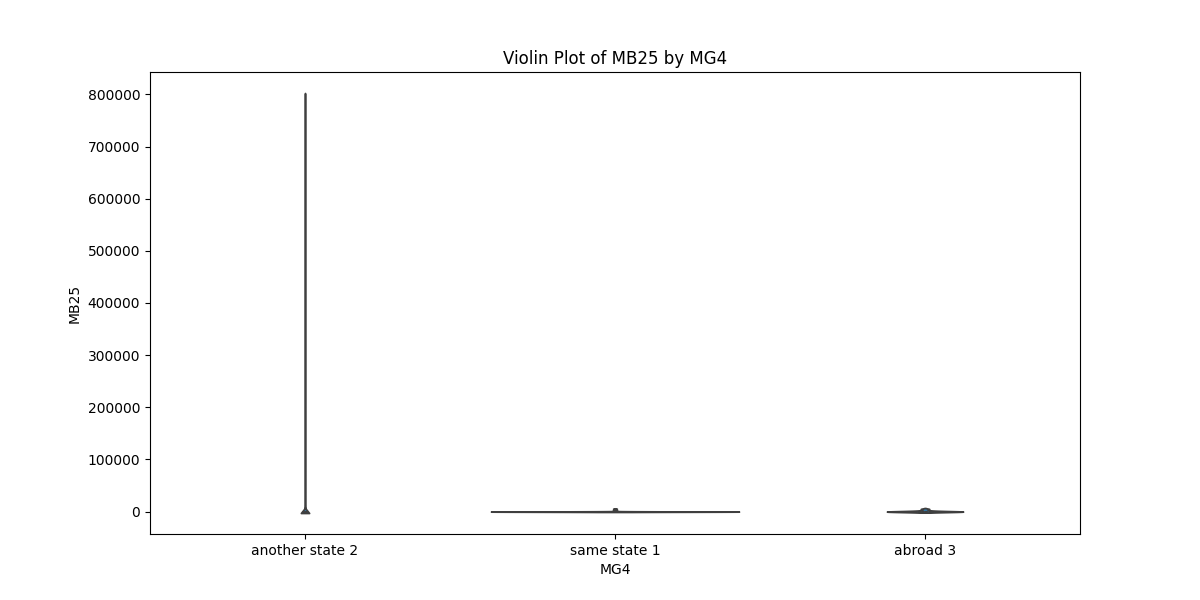 Violin Plot of MB25 by MG4
800000
700000
600000
500000
400000
300000
200000
100000
0
MB25
another state 2
same state 1
abroad 3
MG4